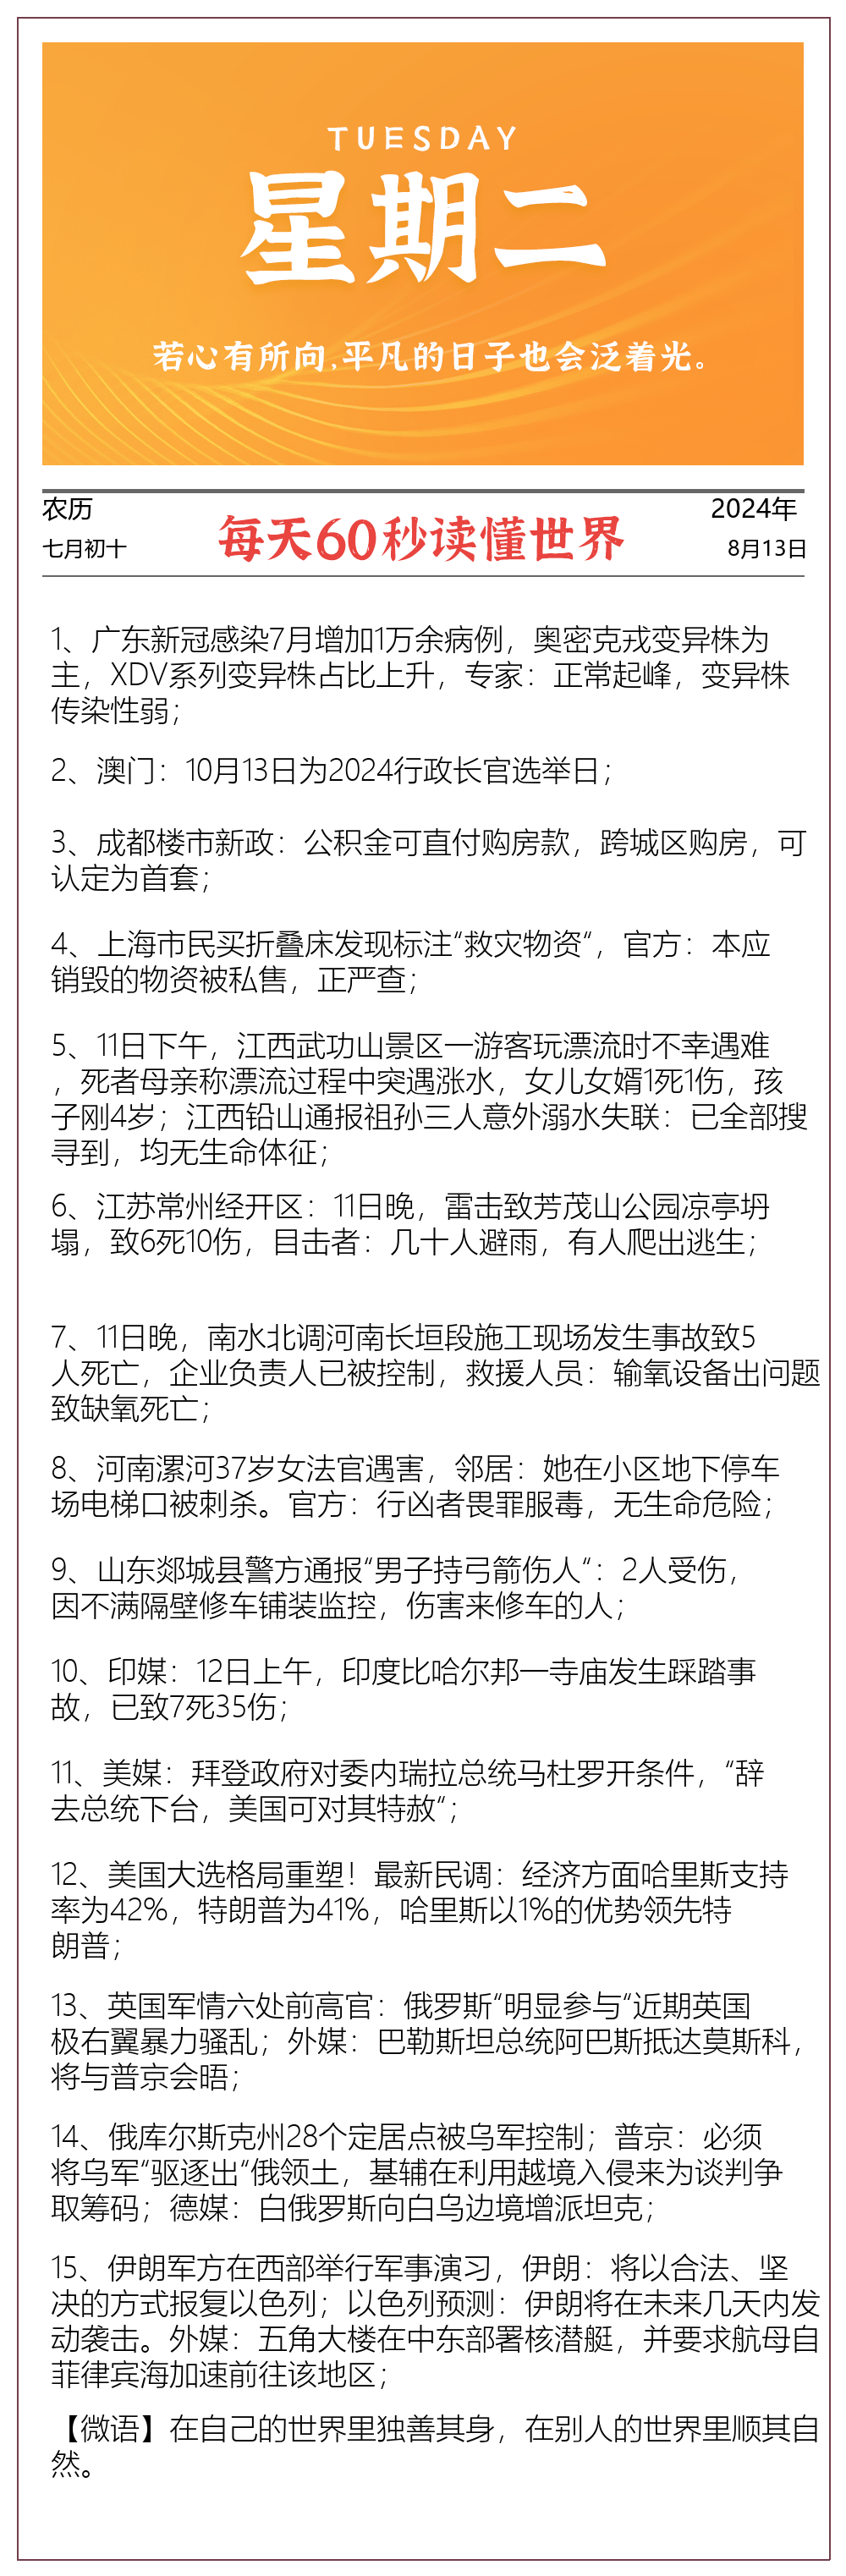 TUESDAY
星期二
若心有所向,平凡的日子也会泛着光。
农历
七月初十
每天60秒读懂世界
2024年
8月13日
1、广东新冠感染7月增加1万余病例，奥密克戎变异株为
主，XDV系列变异株占比上升，专家：正常起峰，变异株
传染性弱；
2、澳门：10月13日为2024行政长官选举日；
3、成都楼市新政：公积金可直付购房款，跨城区购房，可
认定为首套；
4、上海市民买折叠床发现标注“救灾物资“，官方：本应
销毁的物资被私售，正严查；
5、11日下午，江西武功山景区一游客玩漂流时不幸遇难
，死者母亲称漂流过程中突遇涨水，女儿女婿1死1伤，孩
子刚4岁；江西铅山通报祖孙三人意外溺水失联：已全部搜
寻到，均无生命体征；
6、江苏常州经开区：11日晚，雷击致芳茂山公园凉亭坍
塌，致6死10伤，目击者：几十人避雨，有人爬出逃生；
7、11日晚，南水北调河南长垣段施工现场发生事故致5
人死亡，企业负责人已被控制，救援人员：输氧设备出问题
致缺氧死亡；
8、河南漯河37岁女法官遇害，邻居：她在小区地下停车
场电梯口被刺杀。官方：行凶者畏罪服毒，无生命危险；
9、山东郯城县警方通报“男子持弓箭伤人“：2人受伤，
因不满隔壁修车铺装监控，伤害来修车的人；
10、印媒：12日上午，印度比哈尔邦一寺庙发生踩踏事
故，已致7死35伤；
11、美媒：拜登政府对委内瑞拉总统马杜罗开条件，“辞
去总统下台，美国可对其特赦“；
12、美国大选格局重塑！最新民调：经济方面哈里斯支持
率为42%，特朗普为41%，哈里斯以1%的优势领先特
朗普；
13、英国军情六处前高官：俄罗斯“明显参与“近期英国
极右翼暴力骚乱；外媒：巴勒斯坦总统阿巴斯抵达莫斯科，
将与普京会晤；
14、俄库尔斯克州28个定居点被乌军控制；普京：必须
将乌军“驱逐出“俄领土，基辅在利用越境入侵来为谈判争
取筹码；德媒：白俄罗斯向白乌边境增派坦克；
15、伊朗军方在西部举行军事演习，伊朗：将以合法、坚
决的方式报复以色列；以色列预测：伊朗将在未来几天内发
动袭击。外媒：五角大楼在中东部署核潜艇，并要求航母自
菲律宾海加速前往该地区；
【微语】在自己的世界里独善其身，在别人的世界里顺其自
然。